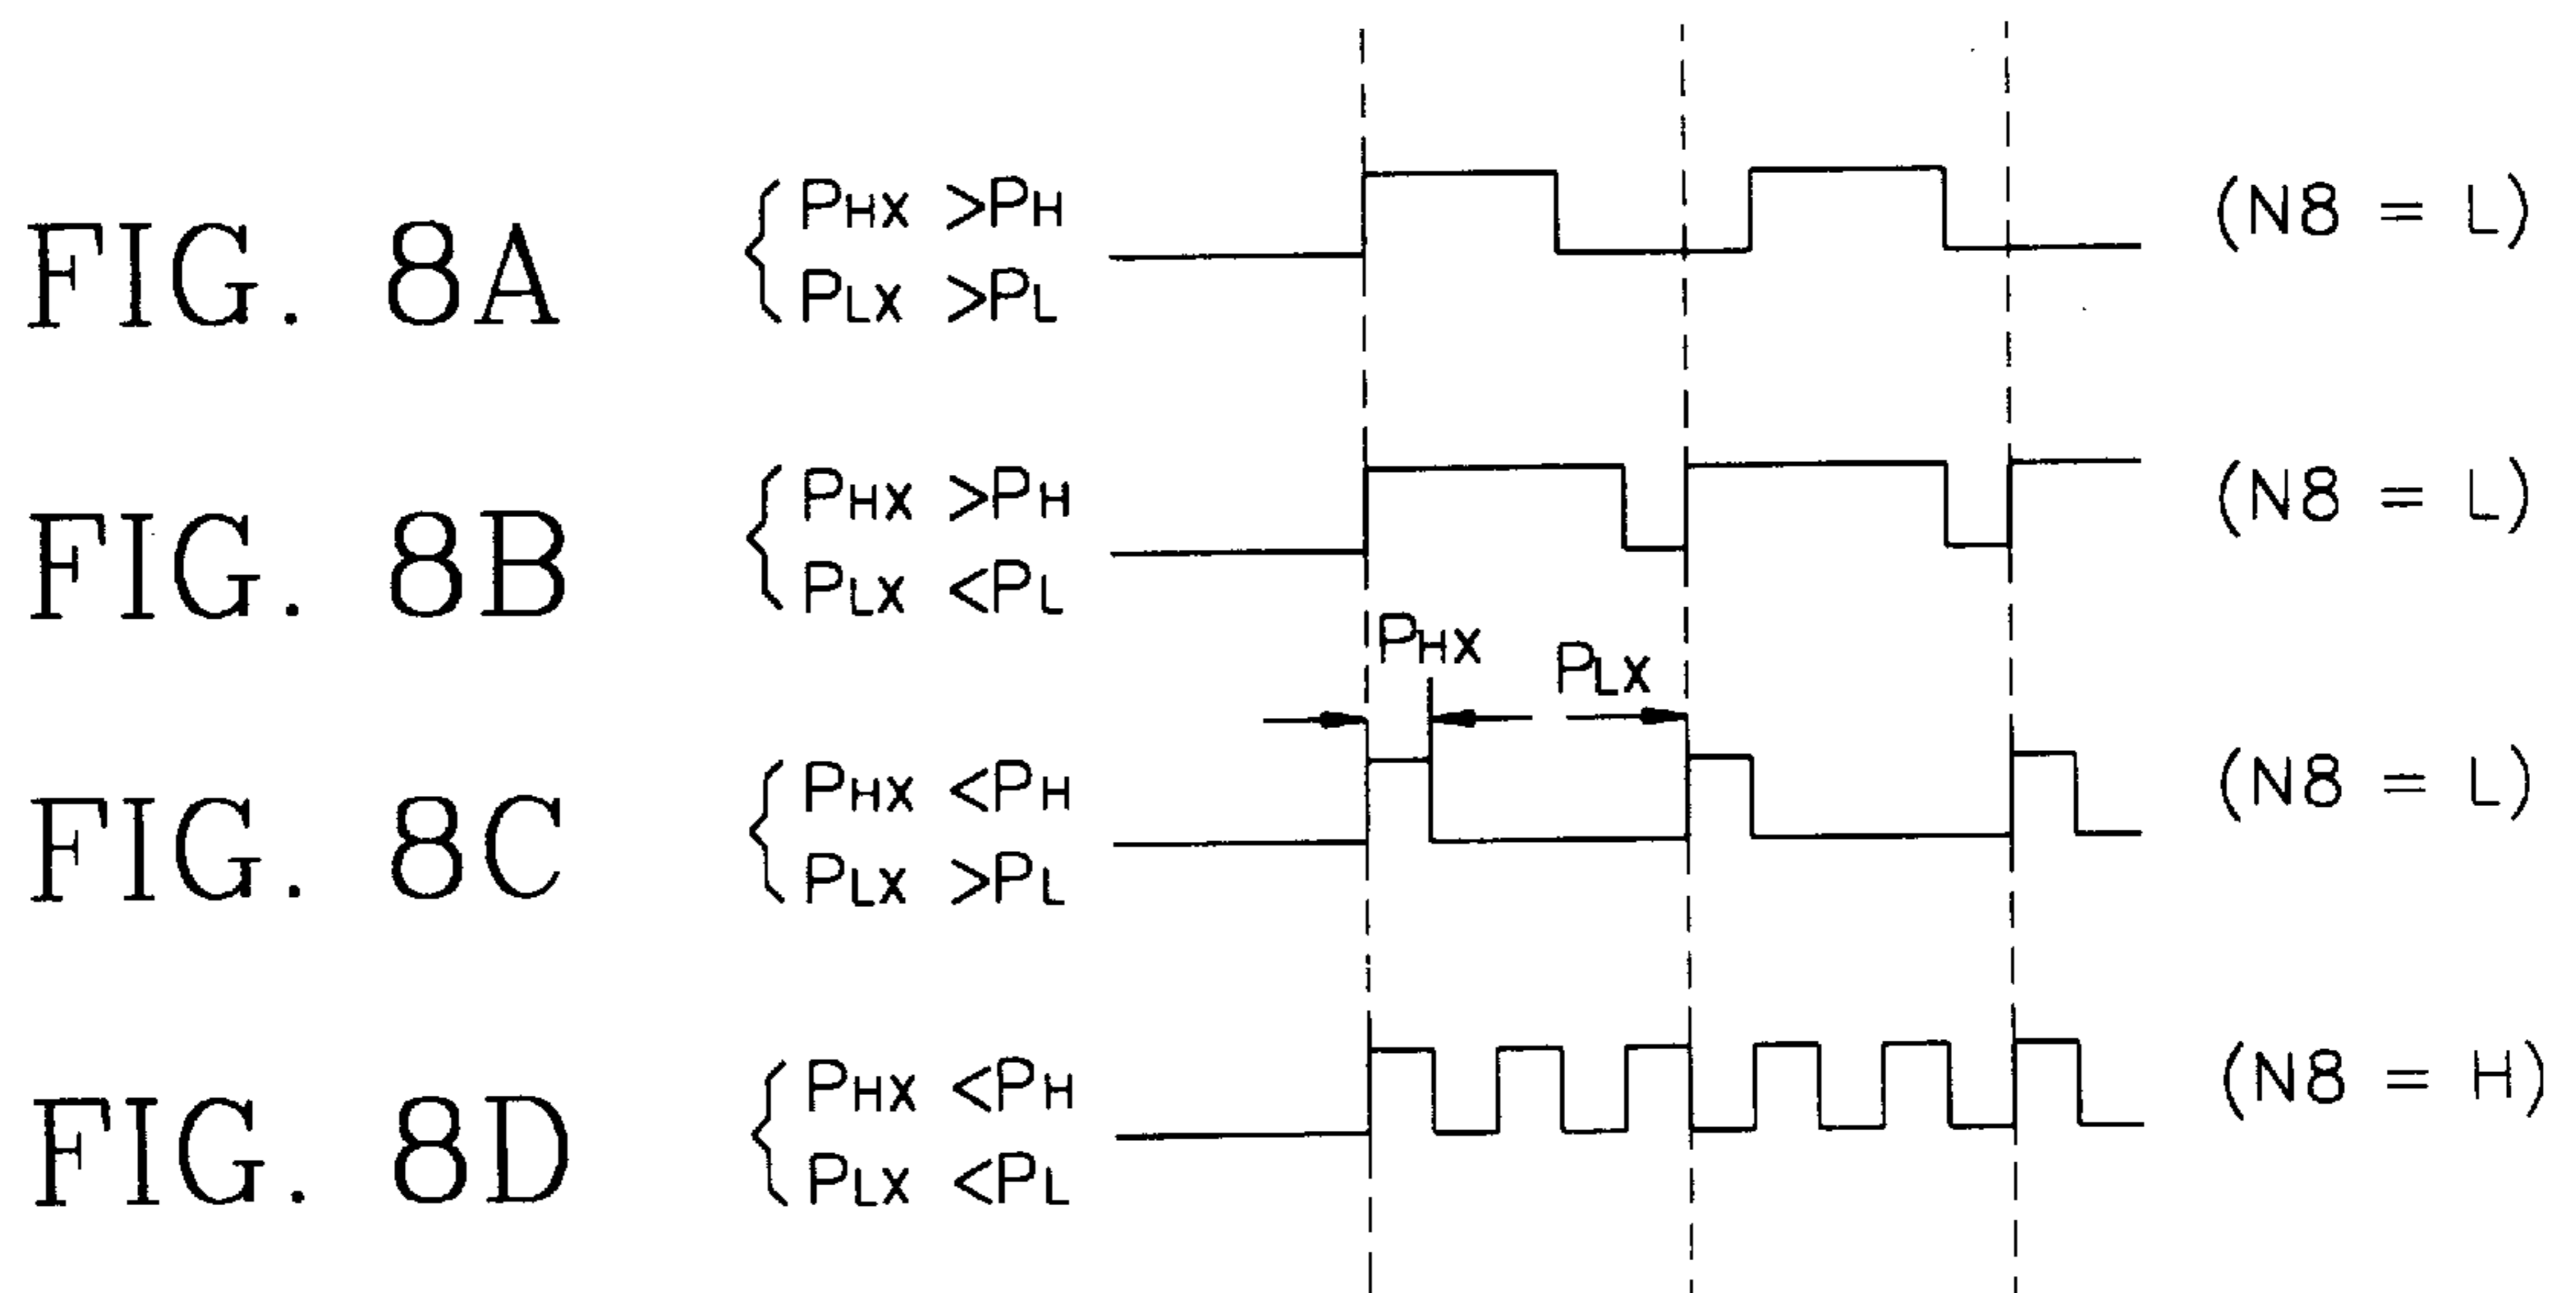 FIG. 8A
PHX >PH
PLX >PL
(N8 = L)
FIG. 8B
PHX >PH
PLX <PL
(N8 = L)
PHX
PLX
FIG. 8C
PHX <PH
PLX >PL
(N8 = L)
FIG. 8D
PHX <PH
PLX <PL
(N8 = H)